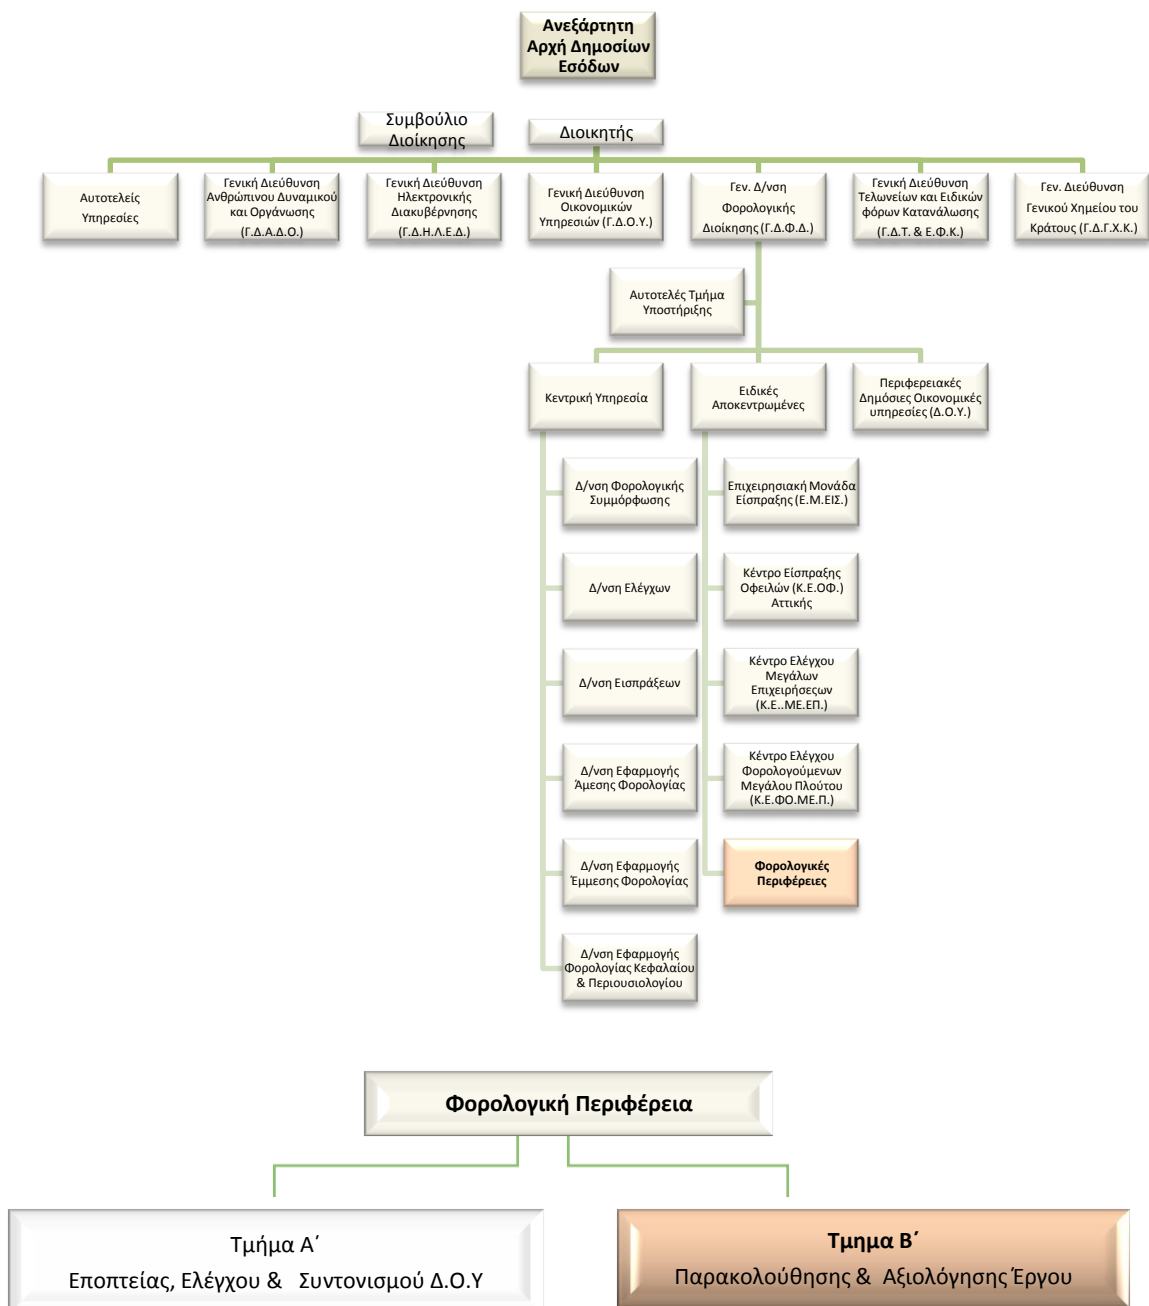 Ανεξάρτητη
Αρχή Δημοσίων
Εσόδων
Συμβούλιο
Διοίκησης
Διοικητής
Αυτοτελείς
Υπηρεσίες
Γενική Διεύθυνση
Ανθρώπινου Δυναμικού
και Οργάνωσης
(Γ.Δ.Α.Δ.Ο.)
Γενική Διεύθυνση
Ηλεκτρονικής
Διακυβέρνησης
(Γ.Δ.Η.Λ.Ε.Δ.)
Γενική Διεύθυνση
Οικονομικών
Υπηρεσιών (Γ.Δ.Ο.Υ.)
Γεν. Δ/νση
Φορολογικής
Διοίκησης (Γ.Δ.Φ.Δ.)
Γενική Διεύθυνση
Τελωνείων και Ειδικών
φόρων Κατανάλωσης
(Γ.Δ.Τ. & Ε.Φ.Κ.)
Γεν. Διεύθυνση
Γενικού Χημείου του
Κράτους (Γ.Δ.Γ.Χ.Κ.)
Αυτοτελές Τμήμα
Υποστήριξης
Κεντρική Υπηρεσία
Ειδικές
Αποκεντρωμένες
Περιφερειακές
Δημόσιες Οικονομικές
υπηρεσίες (Δ.Ο.Υ.)
Δ/νση Φορολογικής
Συμμόρφωσης
Δ/νση Ελέγχων
Δ/νση Εισπράξεων
Δ/νση Εφαρμογής
Άμεσης Φορολογίας
Δ/νση Εφαρμογής
Έμμεσης Φορολογίας
Δ/νση Εφαρμογής
Φορολογίας Κεφαλαίου
& Περιουσιολογίου
Επιχειρησιακή Μονάδα
Είσπραξης (Ε.Μ.ΕΙΣ.)
Κέντρο Είσπραξης
Οφειλών (Κ.Ε.ΟΦ.)
Αττικής
Κέντρο Ελέγχου
Μεγάλων
Επιχειρήσεςων
(Κ.Ε..ΜΕ.ΕΠ.)
Κέντρο Ελέγχου
Φορολογούμενων
Μεγάλου Πλούτου
(Κ.Ε.ΦΟ.ΜΕ.Π.)
Φορολογικές
Περιφέρειες
Φορολογική Περιφέρεια
Τμήμα Α΄
Εποπτείας, Ελέγχου & Συντονισμού Δ.Ο.Υ
Τμημα Β΄
Παρακολούθησης & Αξιολόγησης Έργου